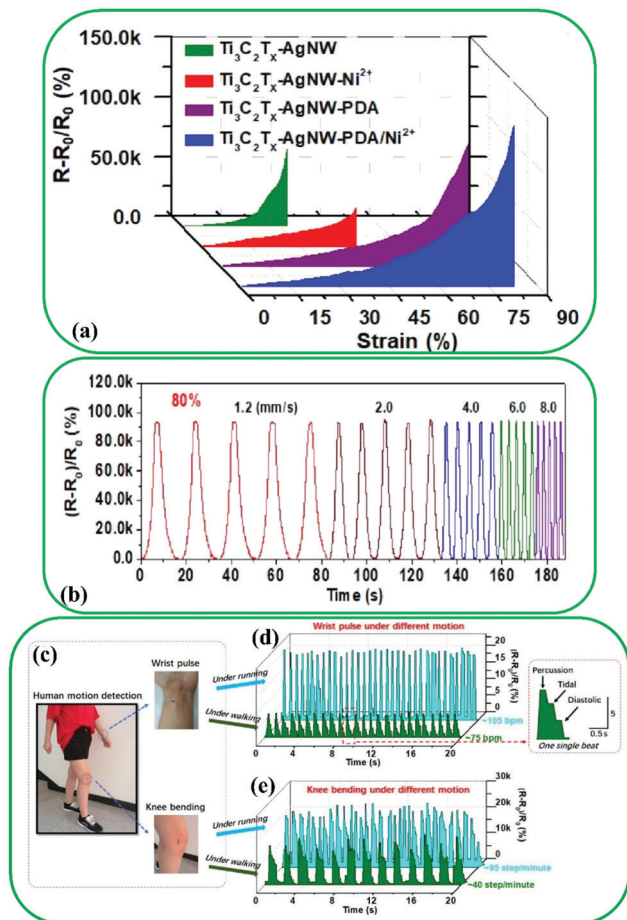 150.0k
100.0k
50.0k
0.0
R-R₀/R₀ (%)
Ti₃C₂Tₓ-AgNW
Ti₃C₂Tₓ-AgNW-Ni²⁺
Ti₃C₂Tₓ-AgNW-PDA
Ti₃C₂Tₓ-AgNW-PDA/Ni²⁺
0 15 30 45 60 75 90
Strain (%)
(a)
120.0k
100.0k
80.0k
60.0k
40.0k
20.0k
0.0
(R-R₀)/R₀ (%)
80%
1.2 (mm/s) 2.0 4.0 6.0 8.0
0 20 40 60 80 100 120 140 160 180
Time (s)
(b)
(c)
Human motion detection
Wrist pulse
Knee bending
Under running
Under walking
Under running
Under walking
(d)
Wrist pulse under different motion
20
15
10
5
0
(R-R₀)/R₀ (%)
~105 bpm
~75 bpm
0 4 8 12 16 20
Time (s)
Percussion
Tidal
Diastolic
5
0.5s
One single beat
(e)
Knee bending under different motion
30k
20k
10k
0
(R-R₀)/R₀ (%)
~95 step/minute
~40 step/minute
0 4 8 12 16 20
Time (s)